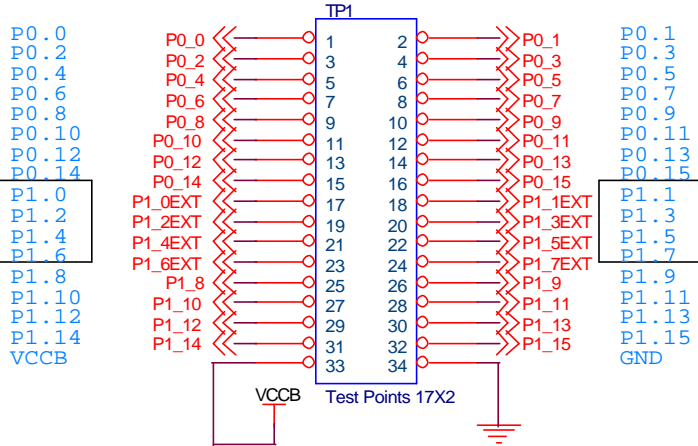 TP1
P0.0 P0_0 1 2 P0_1 P0.1
P0.2 P0_2 3 4 P0_3 P0.3
P0.4 P0_4 5 6 P0_5 P0.5
P0.6 P0_6 7 8 P0_7 P0.7
P0.8 P0_8 9 10 P0_9 P0.9
P0.10 P0_10 11 12 P0_11 P0.11
P0.12 P0_12 13 14 P0_13 P0.13
P0.14 P0_14 15 16 P0_15 P0.15
P1.0 P1_0EXT 17 18 P1_1EXT P1.1
P1.2 P1_2EXT 19 20 P1_3EXT P1.3
P1.4 P1_4EXT 21 22 P1_5EXT P1.5
P1.6 P1_6EXT 23 24 P1_7EXT P1.7
P1.8 P1_8 25 26 P1_9 P1.9
P1.10 P1_10 27 28 P1_11 P1.11
P1.12 P1_12 29 30 P1_13 P1.13
P1.14 P1_14 31 32 P1_15 P1.15
VCCB 33 34 GND
VCCB Test Points 17X2